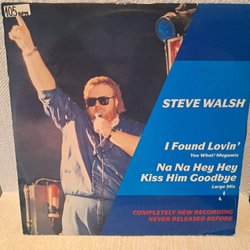 STEVE WALSH
I Found Lovin'
You What! Megamix
Na Na Hey Hey
Kiss Him Goodbye
Large Mix
COMPLETELY NEW RECORDING
NEVER RELEASED BEFORE